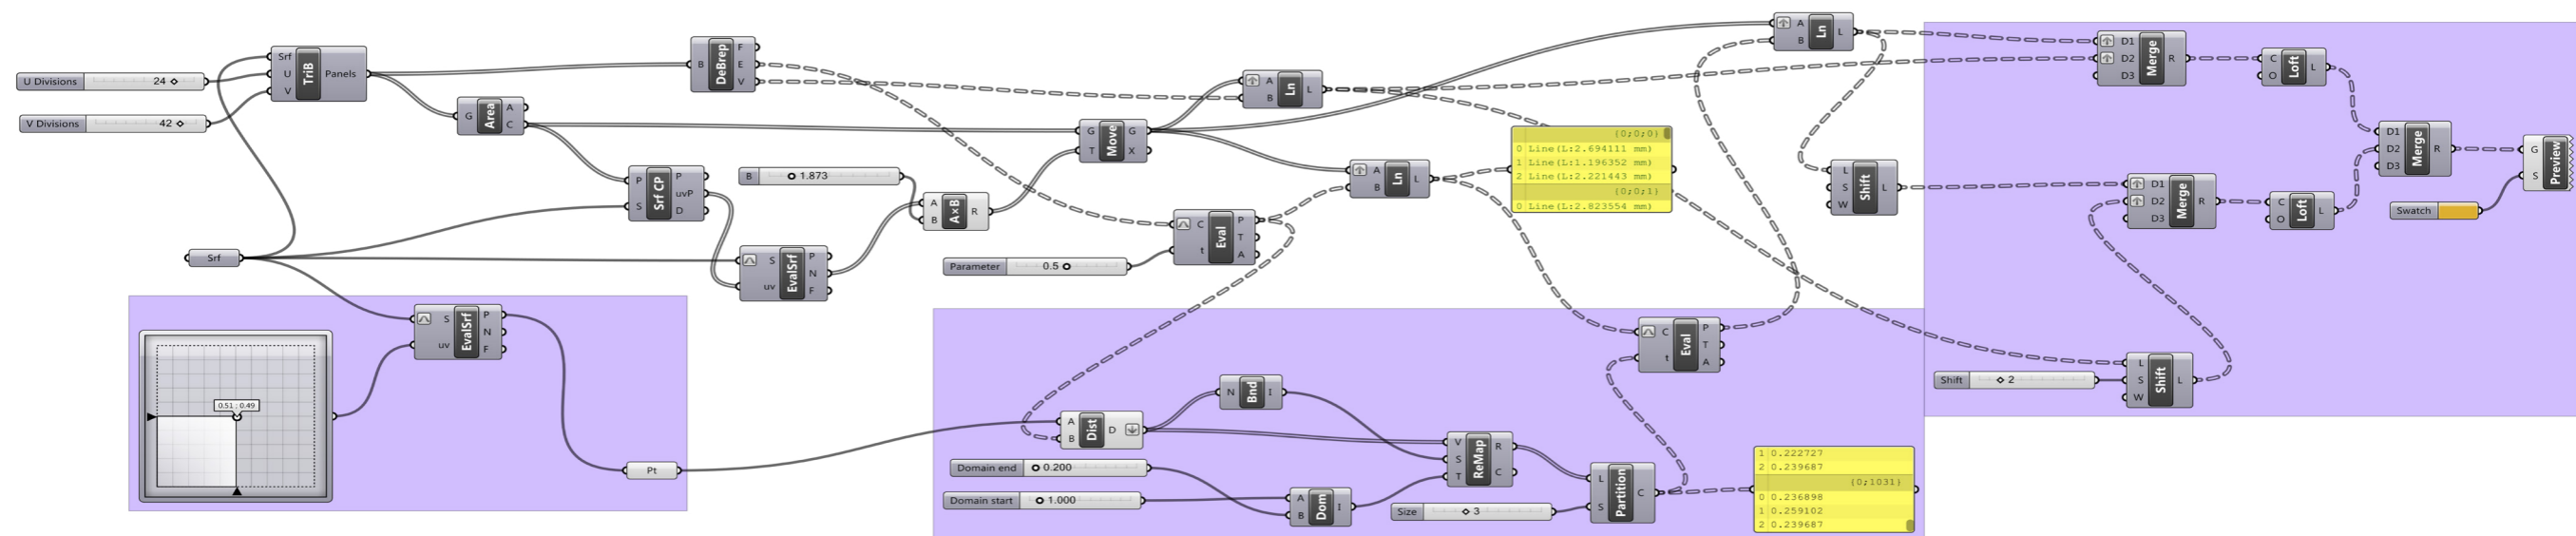 U Divisions 24
V Divisions 42
Srf
U
V
TriB
Panels
G
Area
A
C
B
DeBrep
F
E
V
P
S
Srf CP
P
uvP
D
B 1.873
A
B
A×B
R
Srf
S
uv
EvalSrf
P
N
F
G
T
Move
G
X
A
B
Ln
L
A
B
Ln
L
C
t
Eval
P
T
A
Parameter 0.5
{0;0;0}
0 Line(L:2.694111 mm)
1 Line(L:1.196352 mm)
2 Line(L:2.221443 mm)
{0;0;1}
0 Line(L:2.823554 mm)
A
B
Ln
L
L
S
W
Shift
L
D1
D2
D3
Merge
R
C
O
Loft
L
D1
D2
D3
Merge
R
C
O
Loft
L
D1
D2
D3
Merge
R
G
S
Preview
Swatch
Shift 2
L
S
W
Shift
L
S
uv
EvalSrf
P
N
F
0.51 ; 0.49
Pt
A
B
Dist
D
N
Bnd
I
Domain end 0.200
Domain start 1.000
A
B
Dom
I
V
S
T
ReMap
R
C
Size 3
L
S
Partition
C
C
t
Eval
P
T
A
1 0.222727
2 0.239687
{0;1031}
0 0.236898
1 0.259102
2 0.239687